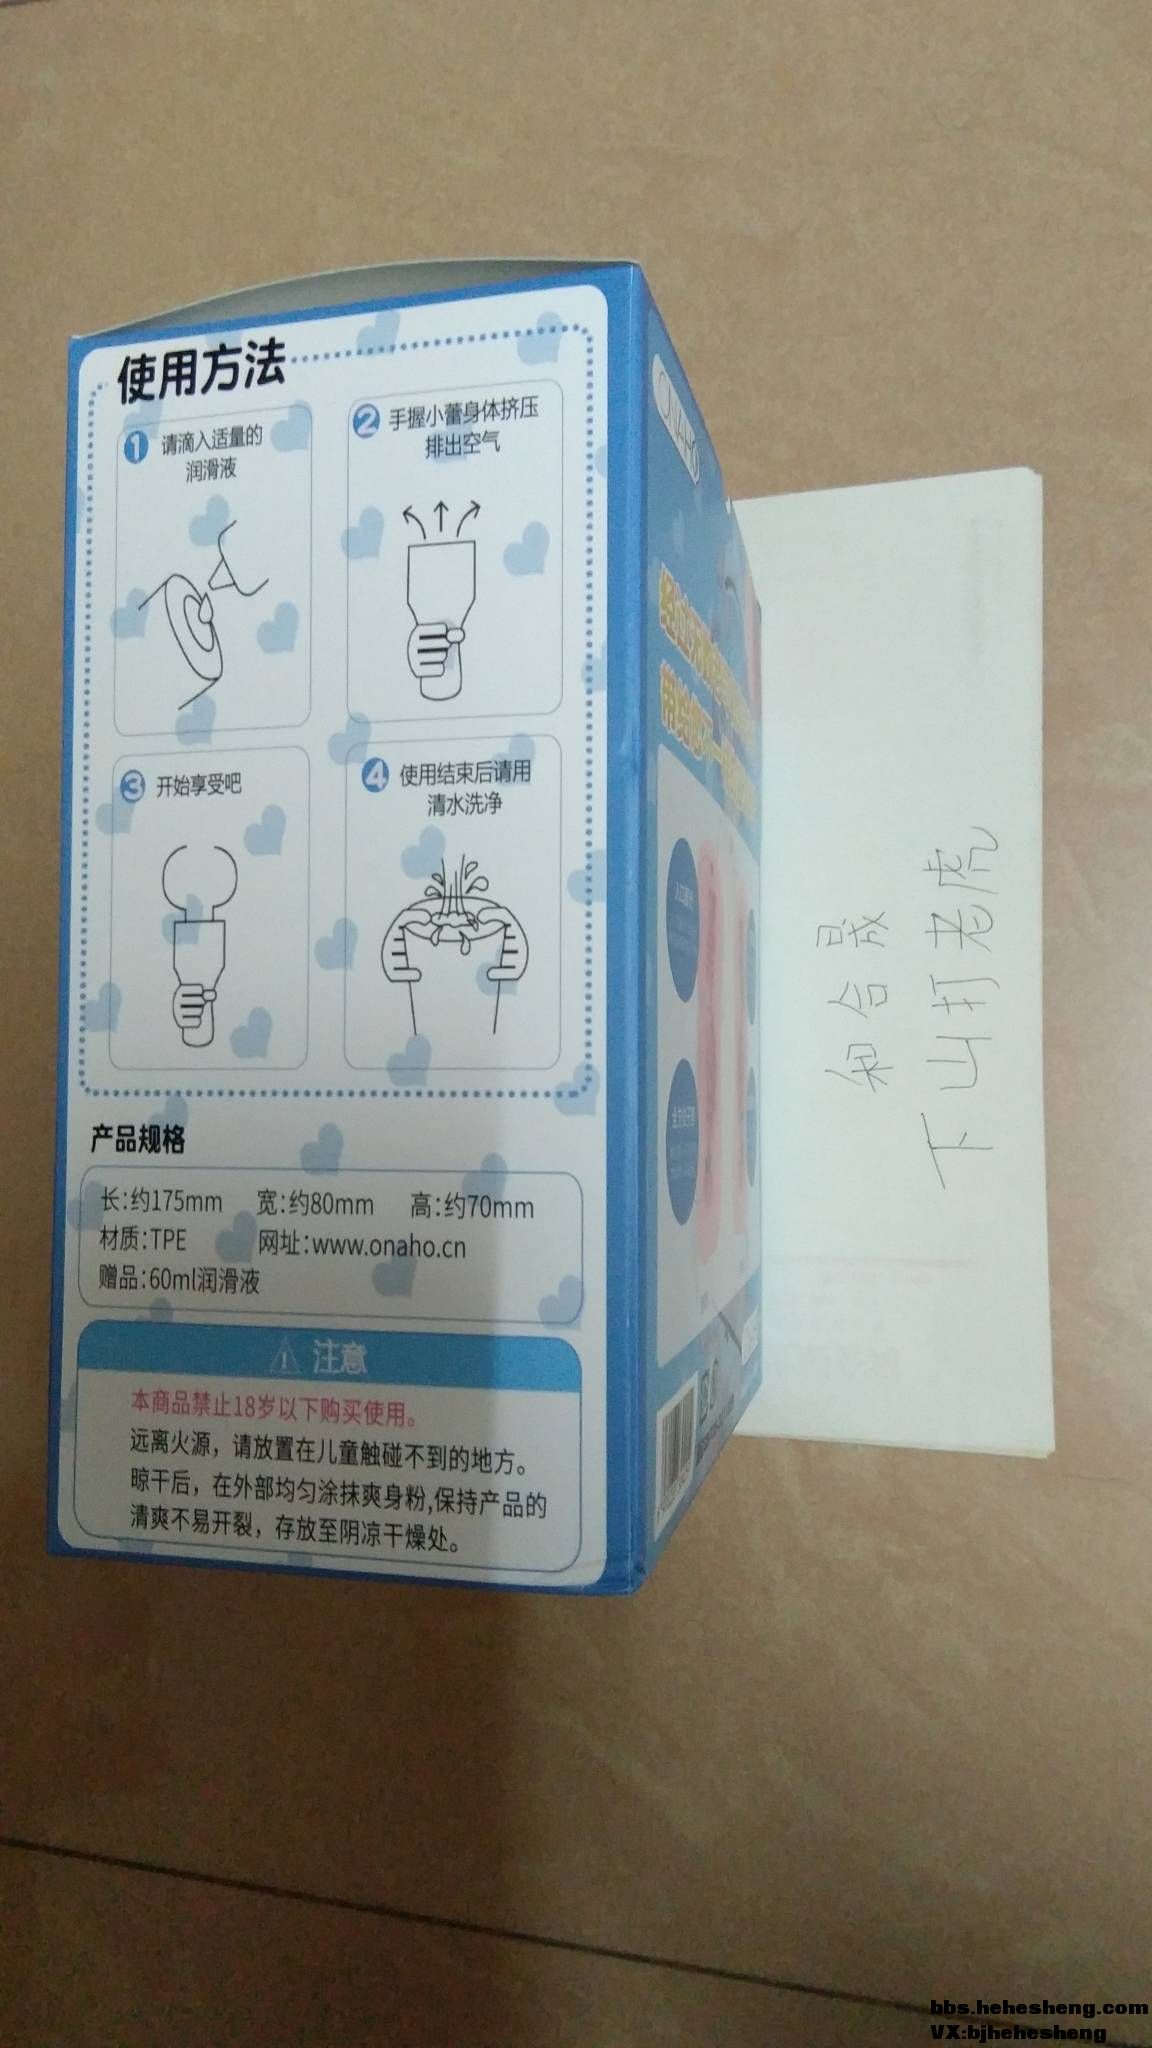 使用方法
1 请滴入适量的
润滑液
2 手握小蕾身体挤压
排出空气
3 开始享受吧
4 使用结束后请用
清水洗净
产品规格
长:约175mm 宽:约80mm 高:约70mm
材质:TPE 网址:www.onaho.cn
赠品:60ml润滑液
注意
本商品禁止18岁以下购买使用。
远离火源，请放置在儿童触碰不到的地方。
晾干后，在外部均匀涂抹爽身粉,保持产品的
清爽不易开裂，存放至阴凉干燥处。
ONAHO
和合晟
下山打老虎
bbs.hehesheng.com
VX:bjhehesheng